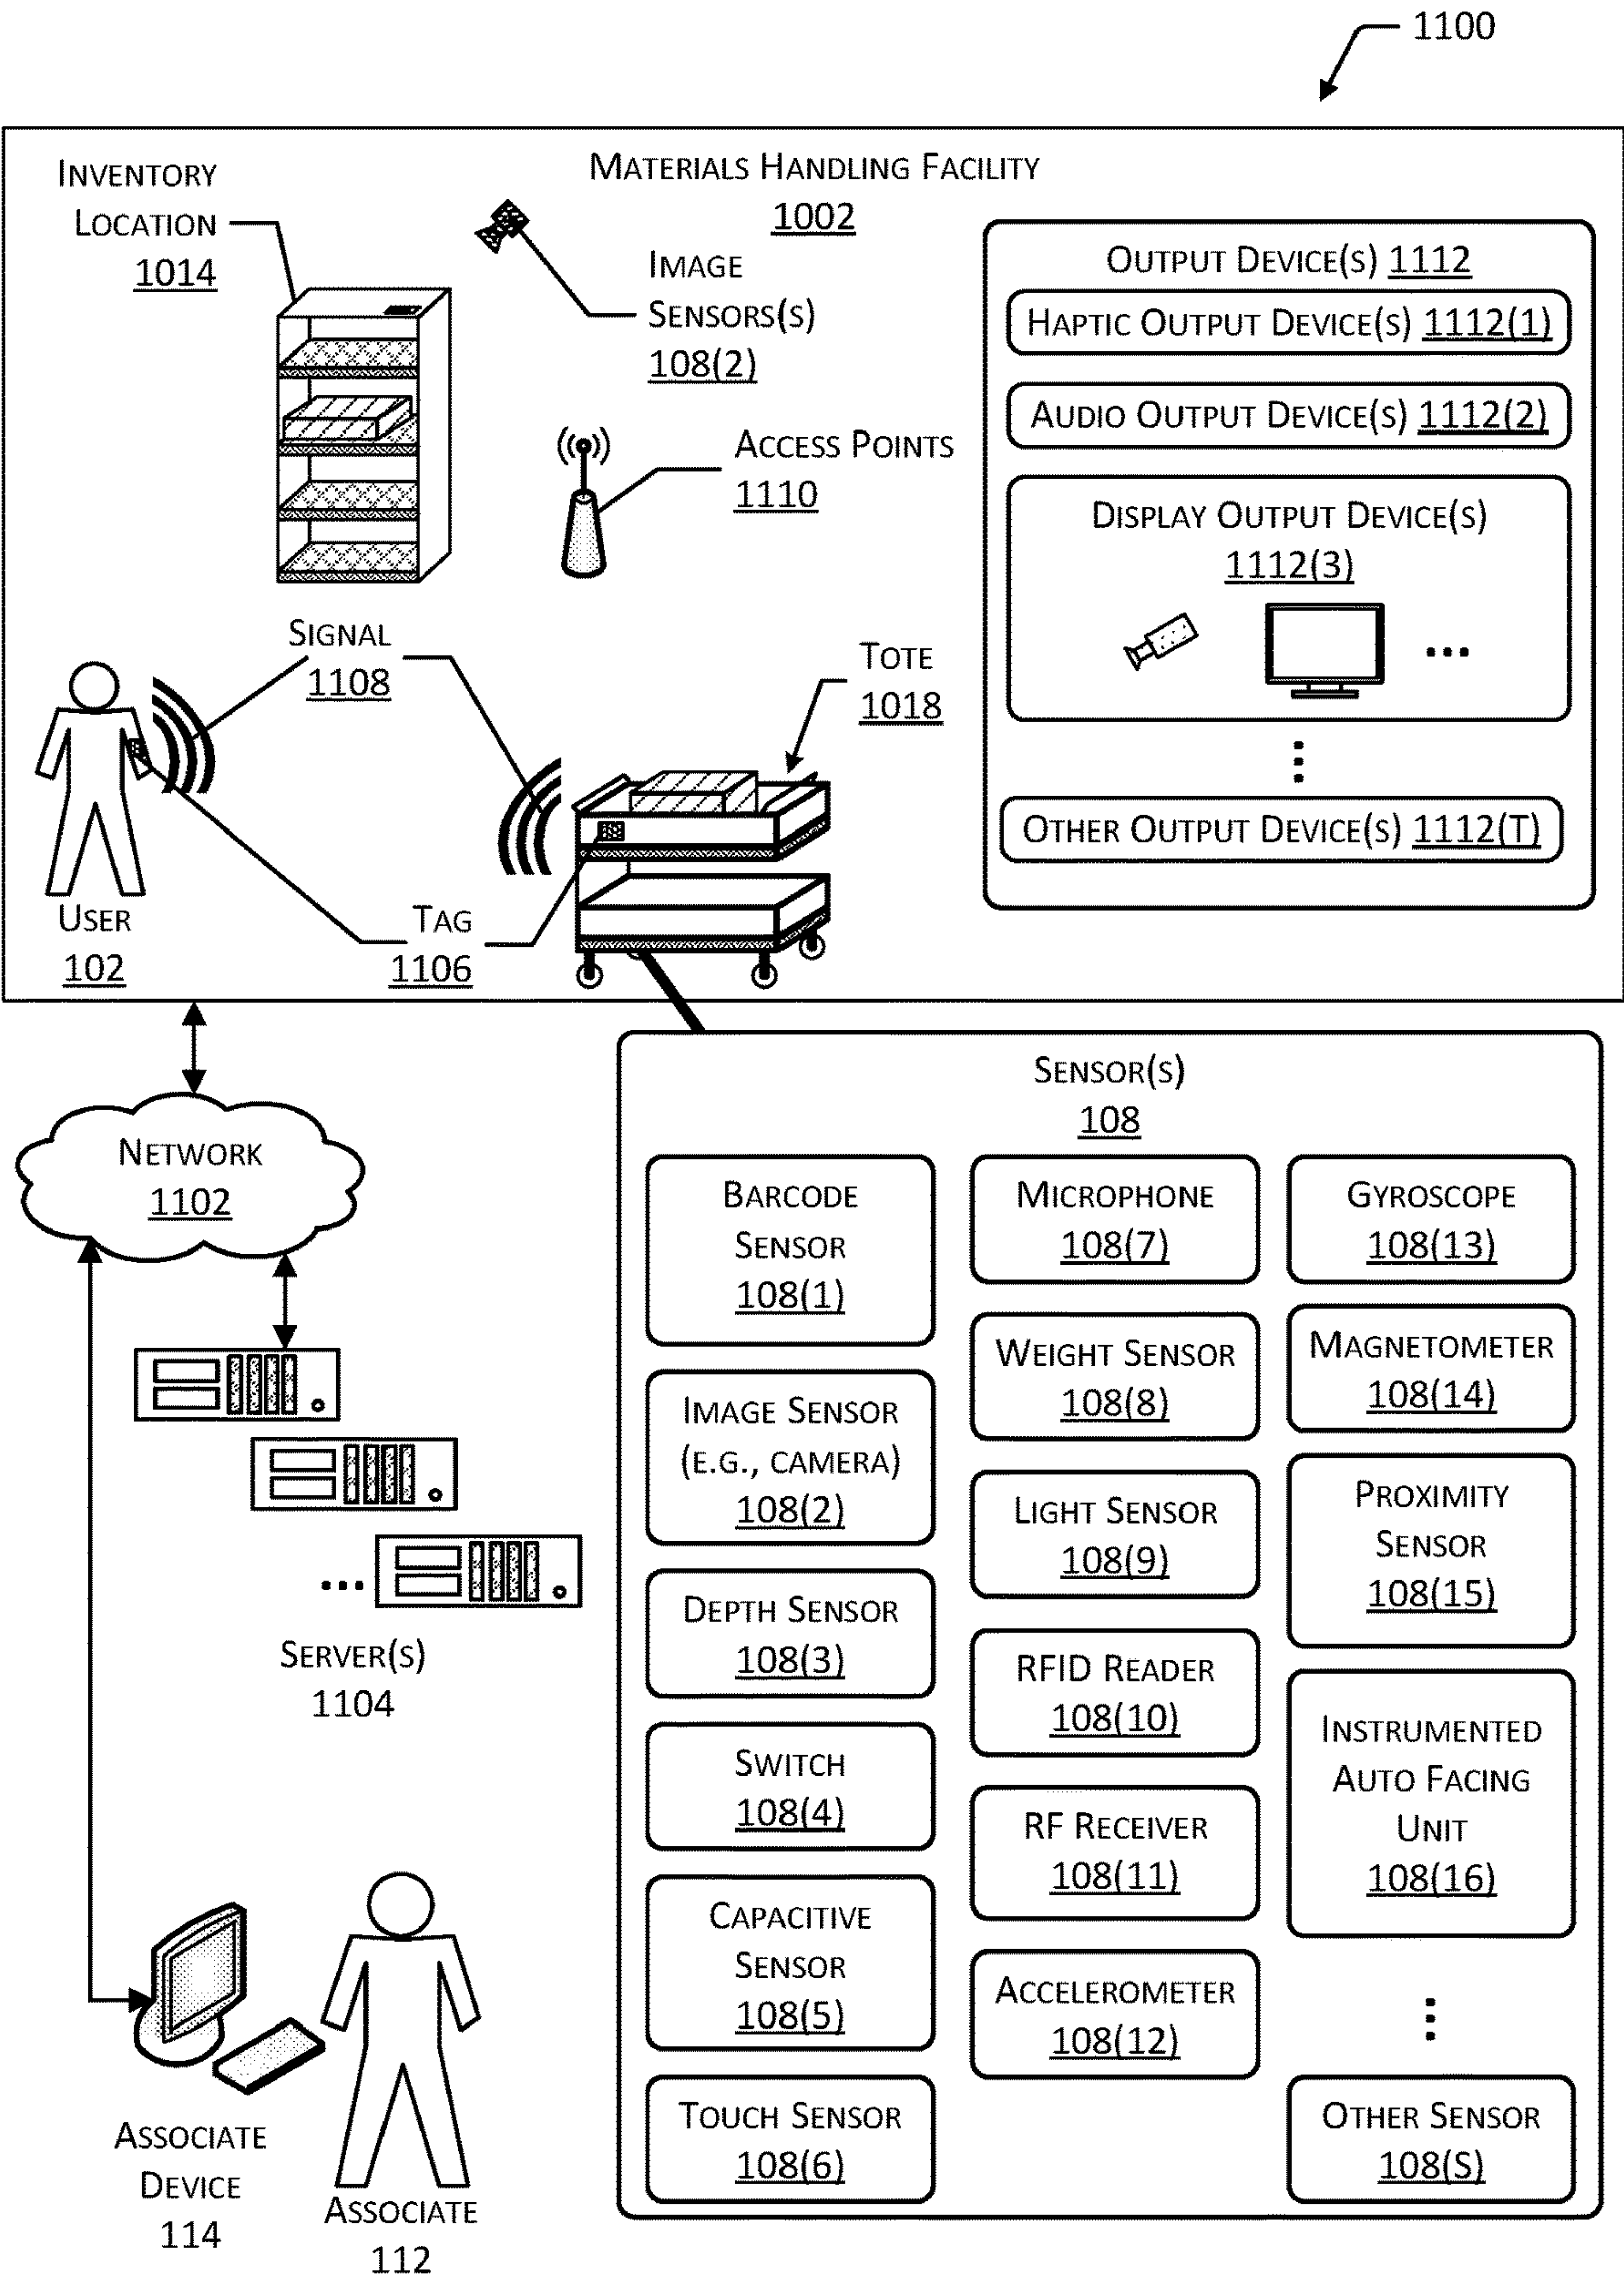 1100
Materials Handling Facility
1002
Inventory
Location
1014
Image
Sensors(s)
108(2)
Access Points
1110
Signal
1108
Tote
1018
User
102
Tag
1106
Output Device(s) 1112
Haptic Output Device(s) 1112(1)
Audio Output Device(s) 1112(2)
Display Output Device(s)
1112(3)
...
Other Output Device(s) 1112(T)
Network
1102
...
Server(s)
1104
Associate
Device
114
Associate
112
Sensor(s)
108
Barcode
Sensor
108(1)
Image Sensor
(e.g., camera)
108(2)
Depth Sensor
108(3)
Switch
108(4)
Capacitive
Sensor
108(5)
Touch Sensor
108(6)
Microphone
108(7)
Weight Sensor
108(8)
Light Sensor
108(9)
RFID Reader
108(10)
RF Receiver
108(11)
Accelerometer
108(12)
Gyroscope
108(13)
Magnetometer
108(14)
Proximity
Sensor
108(15)
Instrumented
Auto Facing
Unit
108(16)
Other Sensor
108(S)